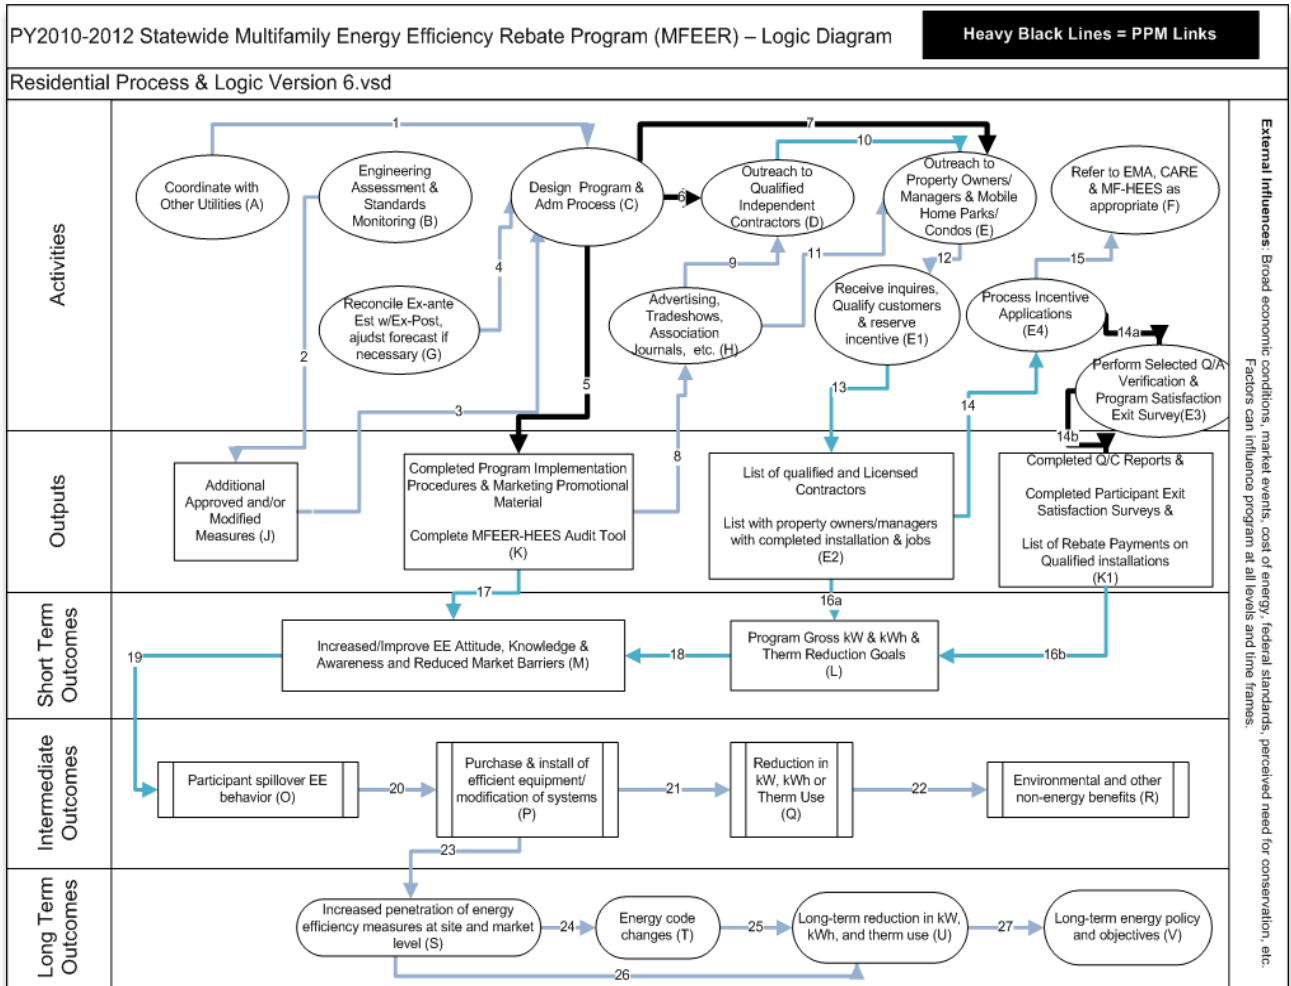 PY2010-2012 Statewide Multifamily Energy Efficiency Rebate Program (MFEER) – Logic Diagram
Heavy Black Lines = PPM Links
Residential Process & Logic Version 6.vsd
Activities
1
7
10
Coordinate with
Other Utilities (A)
Engineering
Assessment &
Standards
Monitoring (B)
Design Program &
Adm Process (C)
6
Outreach to
Qualified
Independent
Contractors (D)
Outreach to
Property Owners/
Managers & Mobile
Home Parks/
Condos (E)
Refer to EMA, CARE
& MF-HEES as
appropriate (F)
4
9
11
12
15
Reconcile Ex-ante
Est w/Ex-Post,
ajudst forecast if
necessary (G)
Advertising,
Tradeshows,
Association
Journals, etc. (H)
Receive inquires,
Qualify customers
& reserve
incentive (E1)
Process Incentive
Applications
(E4)
14a
Perform Selected Q/A
Verification &
Program Satisfaction
Exit Survey(E3)
2
5
13
14
3
14b
8
Outputs
Additional
Approved and/or
Modified
Measures (J)
Completed Program Implementation
Procedures & Marketing Promotional
Material
Complete MFEER-HEES Audit Tool
(K)
List of qualified and Licensed
Contractors
List with property owners/managers
with completed installation & jobs
(E2)
Completed Q/C Reports &
Completed Participant Exit
Satisfaction Surveys &
List of Rebate Payments on
Qualified installations
(K1)
17
16a
Short Term
Outcomes
19
Increased/Improve EE Attitude, Knowledge &
Awareness and Reduced Market Barriers (M)
18
Program Gross kW & kWh &
Therm Reduction Goals
(L)
16b
Intermediate
Outcomes
Participant spillover EE
behavior (O)
20
Purchase & install of
efficient equipment/
modification of systems
(P)
21
Reduction in
kW, kWh or
Therm Use
(Q)
22
Environmental and other
non-energy benefits (R)
23
Long Term
Outcomes
Increased penetration of energy
efficiency measures at site and market
level (S)
24
Energy code
changes (T)
25
Long-term reduction in kW,
kWh, and therm use (U)
27
Long-term energy policy
and objectives (V)
26
External Influences: Broad economic conditions, market events, cost of energy, federal standards, perceived need for conservation, etc.
Factors can influence program at all levels and time frames.